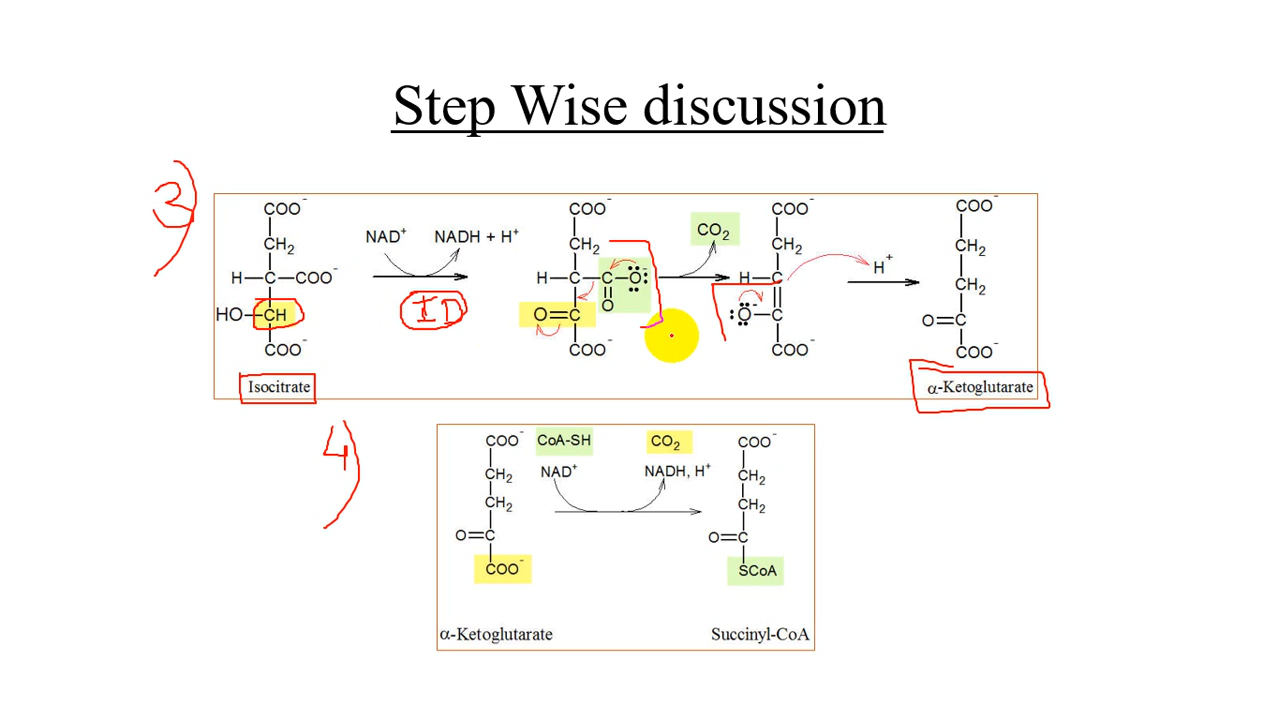 Step Wise discussion
3)
COO⁻ COO⁻ COO⁻ COO⁻
NAD⁺ NADH + H⁺ CO₂
CH₂ CH₂ CH₂ CH₂
H COO⁻ H C O⁻ H C H⁺ CH₂
HO CH ID O C O O⁻ C O C
COO⁻ COO⁻ COO⁻ COO⁻
Isocitrate α-Ketoglutarate
4)
COO⁻ CoA-SH CO₂ COO⁻
CH₂ NAD⁺ NADH, H⁺ CH₂
CH₂ CH₂
O C O C
COO⁻ SCoA
α-Ketoglutarate Succinyl-CoA